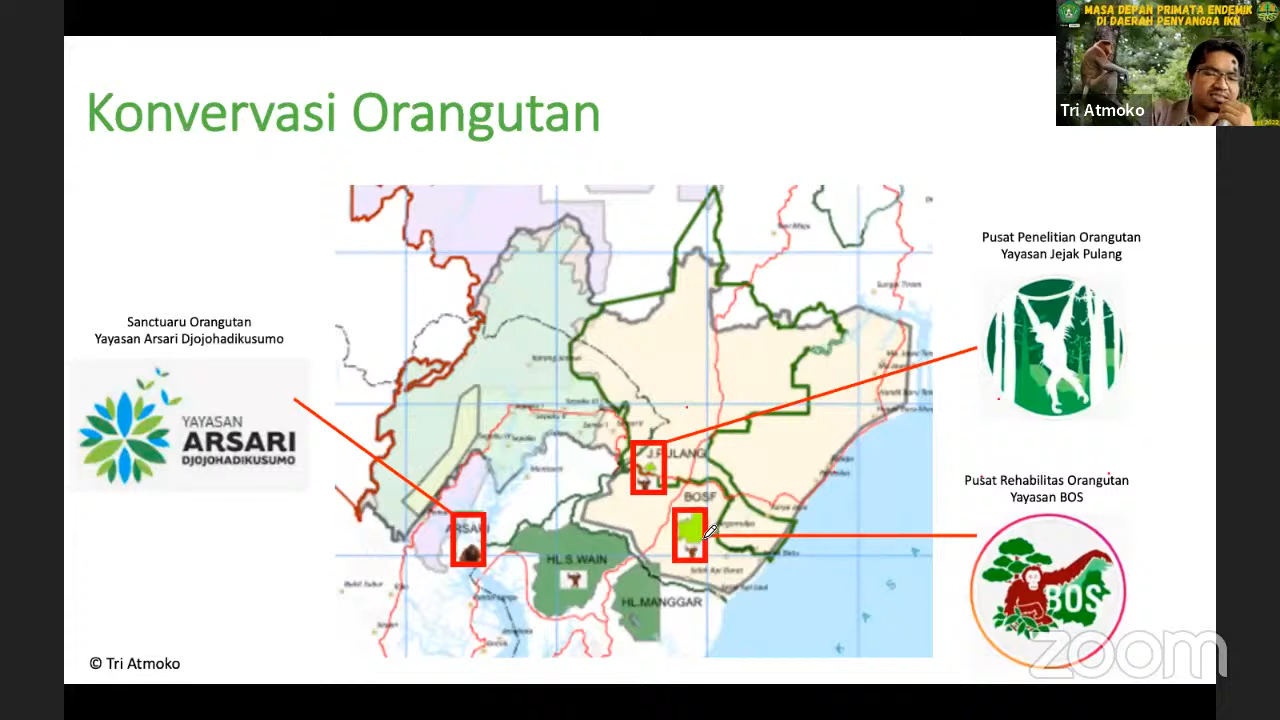 MASA DEPAN PRIMATA ENDEMIK
DI DAERAH PENYANGGA IKN
Tri Atmoko
Konvervasi Orangutan
Pusat Penelitian Orangutan
Yayasan Jejak Pulang
Sanctuaru Orangutan
Yayasan Arsari Djojohadikusumo
YAYASAN
ARSARI
DJOJOHADIKUSUMO
J.PULANG
BOSF
ARSARI
HL.S.WAIN
HL.MANGGAR
Pusat Rehabilitas Orangutan
Yayasan BOS
BOS
© Tri Atmoko
zoom